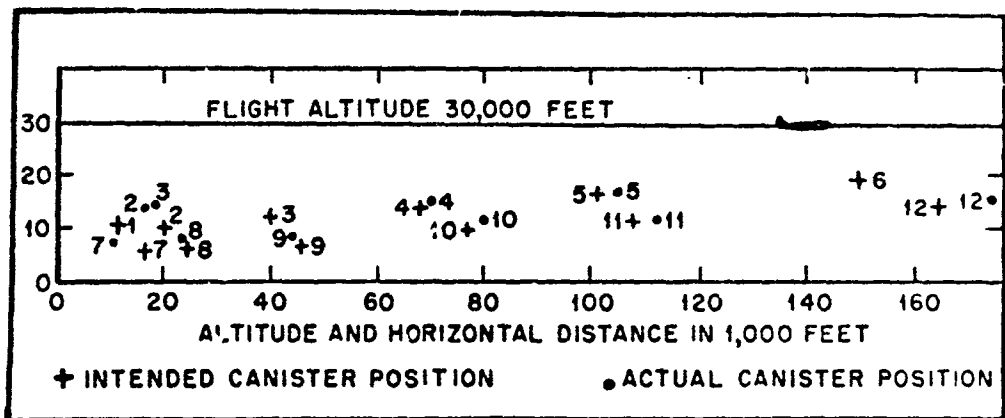 FLIGHT ALTITUDE 30,000 FEET
30
20
10
0
2 3
1 2 8
7 7 8
3
9 9
4 4
10 10
5 5
11 11
6
12 12
0 20 40 60 80 100 120 140 160
ALTITUDE AND HORIZONTAL DISTANCE IN 1,000 FEET
+ INTENDED CANISTER POSITION • ACTUAL CANISTER POSITION